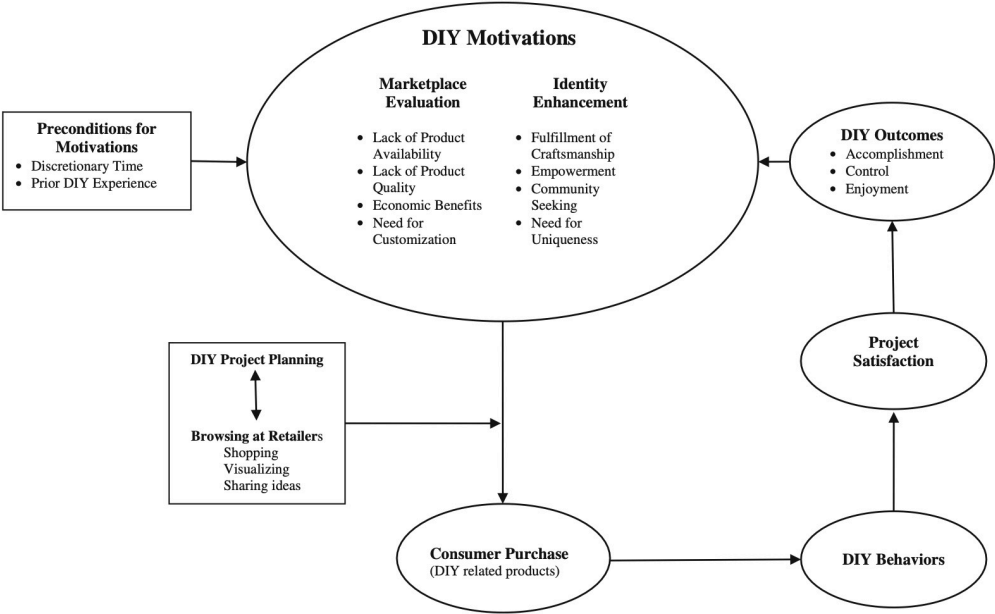 DIY Motivations
Marketplace
Evaluation
• Lack of Product
Availability
• Lack of Product
Quality
• Economic Benefits
• Need for
Customization
Identity
Enhancement
• Fulfillment of
Craftsmanship
• Empowerment
• Community
Seeking
• Need for
Uniqueness
Preconditions for
Motivations
• Discretionary Time
• Prior DIY Experience
DIY Outcomes
• Accomplishment
• Control
• Enjoyment
DIY Project Planning
Browsing at Retailers
Shopping
Visualizing
Sharing ideas
Project
Satisfaction
Consumer Purchase
(DIY related products)
DIY Behaviors